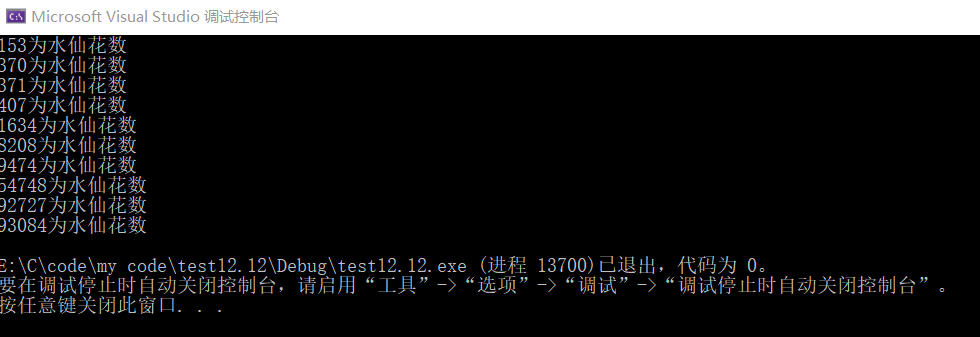 Microsoft Visual Studio 调试控制台
153为水仙花数
370为水仙花数
371为水仙花数
407为水仙花数
1634为水仙花数
8208为水仙花数
9474为水仙花数
54748为水仙花数
92727为水仙花数
93084为水仙花数
E:\C\code\my code\test12.12\Debug\test12.12.exe (进程 13700)已退出，代码为 0。
要在调试停止时自动关闭控制台，请启用“工具”->“选项”->“调试”->“调试停止时自动关闭控制台”。
按任意键关闭此窗口. . .